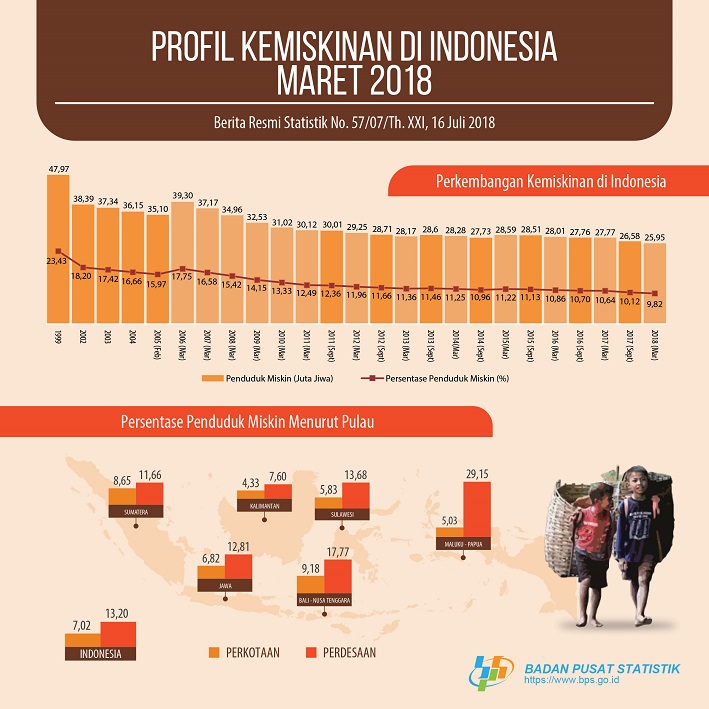 PROFIL KEMISKINAN DI INDONESIA
MARET 2018
Berita Resmi Statistik No. 57/07/Th. XXI, 16 Juli 2018
Perkembangan Kemiskinan di Indonesia
47,97 38,39 37,34 36,15 35,10 39,30 37,17 34,96 32,53 31,02 30,12 30,01 29,25 28,71 28,17 28,6 28,28 27,73 28,59 28,51 28,01 27,76 27,77 26,58 25,95
23,43 18,20 17,42 16,66 15,97 17,75 16,58 15,42 14,15 13,33 12,49 12,36 11,96 11,66 11,36 11,46 11,25 10,96 11,22 11,13 10,86 10,70 10,64 10,12 9,82
1999 2002 2003 2004 2005 (Feb) 2006 (Mar) 2007 (Mar) 2008 (Mar) 2009 (Mar) 2010 (Mar) 2011 (Mar) 2011 (Sept) 2012 (Mar) 2012 (Sept) 2013 (Mar) 2013 (Sept) 2014(Mar) 2014 (Sept) 2015(Mar) 2015 (Sept) 2016 (Mar) 2016 (Sept) 2017 (Mar) 2017 (Sept) 2018 (Mar)
Penduduk Miskin (Juta Jiwa) Persentase Penduduk Miskin (%)
Persentase Penduduk Miskin Menurut Pulau
8,65 11,66
SUMATERA
4,33 7,60
KALIMANTAN
5,83 13,68
SULAWESI
5,03 29,15
MALUKU - PAPUA
6,82 12,81
JAWA
9,18 17,77
BALI - NUSA TENGGARA
7,02 13,20
INDONESIA
PERKOTAAN PERDESAAN
BADAN PUSAT STATISTIK
https://www.bps.go.id